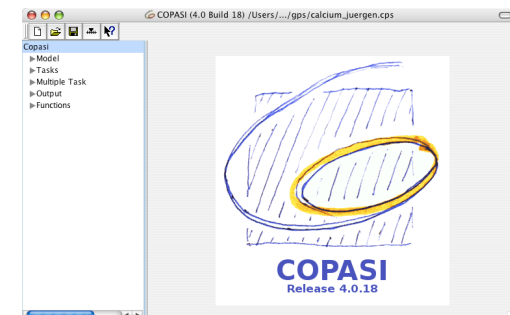 COPASI (4.0 Build 18) /Users/.../gps/calcium_juergen.cps
Copasi
Model
Tasks
Multiple Task
Output
Functions
COPASI
Release 4.0.18